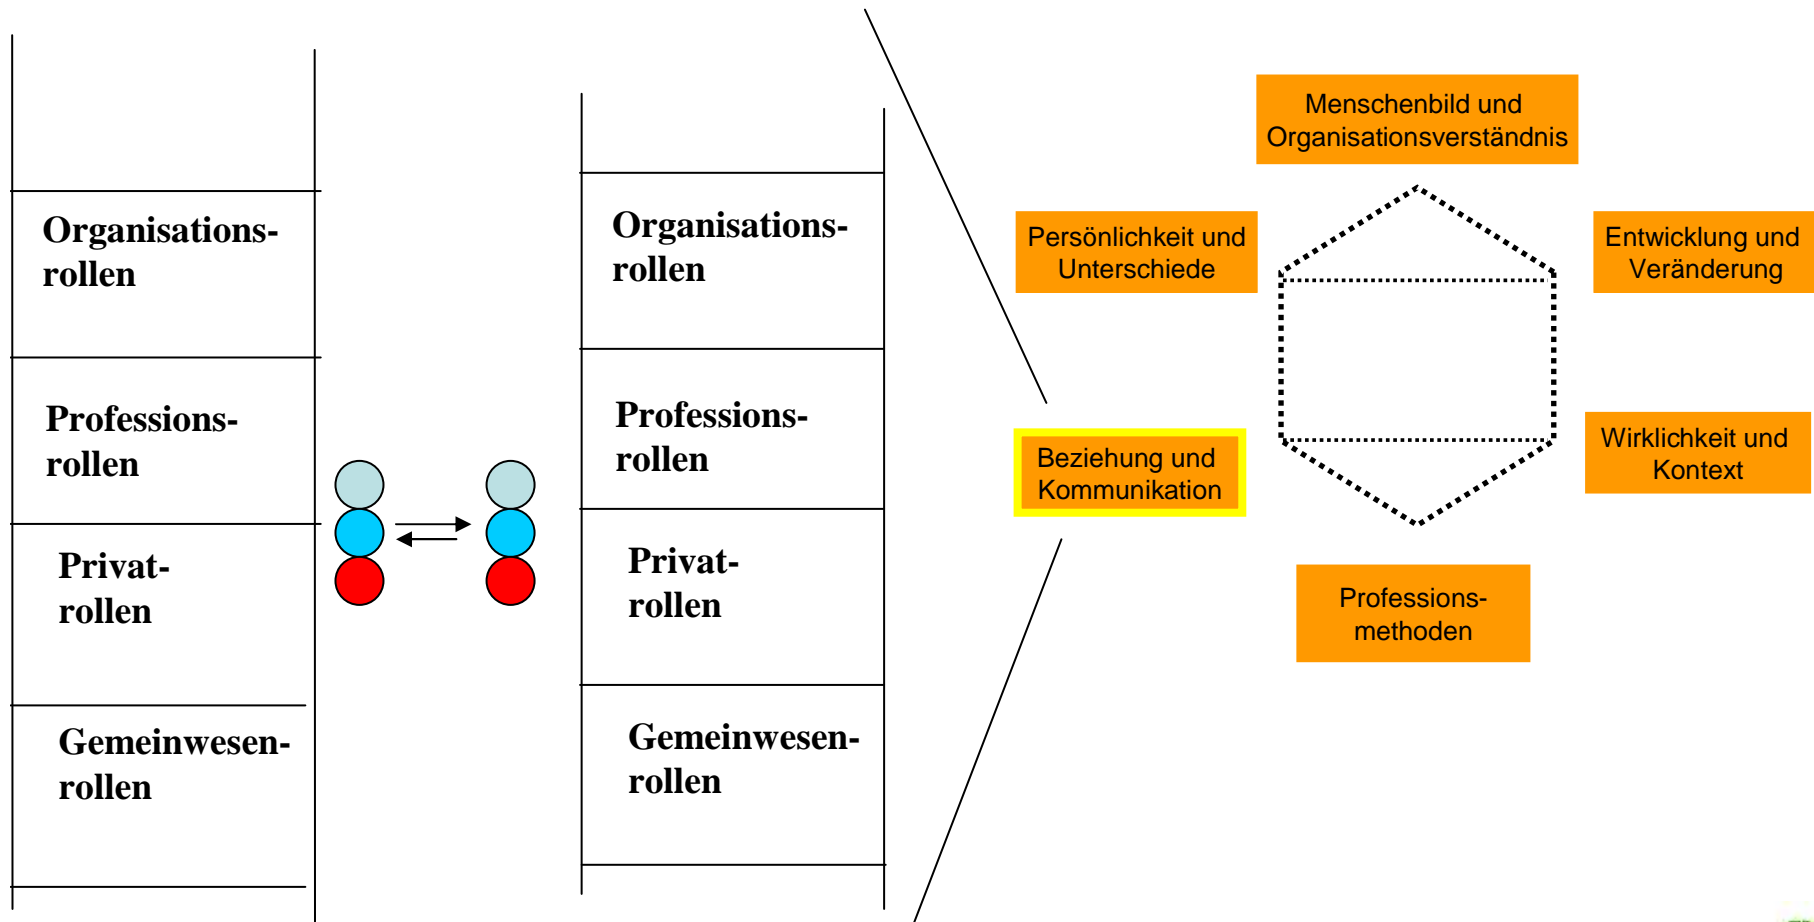 Organisations-
rollen
Professions-
rollen
Privat-
rollen
Gemeinwesen-
rollen
Organisations-
rollen
Professions-
rollen
Privat-
rollen
Gemeinwesen-
rollen
Menschenbild und
Organisationsverständnis
Persönlichkeit und
Unterschiede
Entwicklung und
Veränderung
Beziehung und
Kommunikation
Wirklichkeit und
Kontext
Professions-
methoden